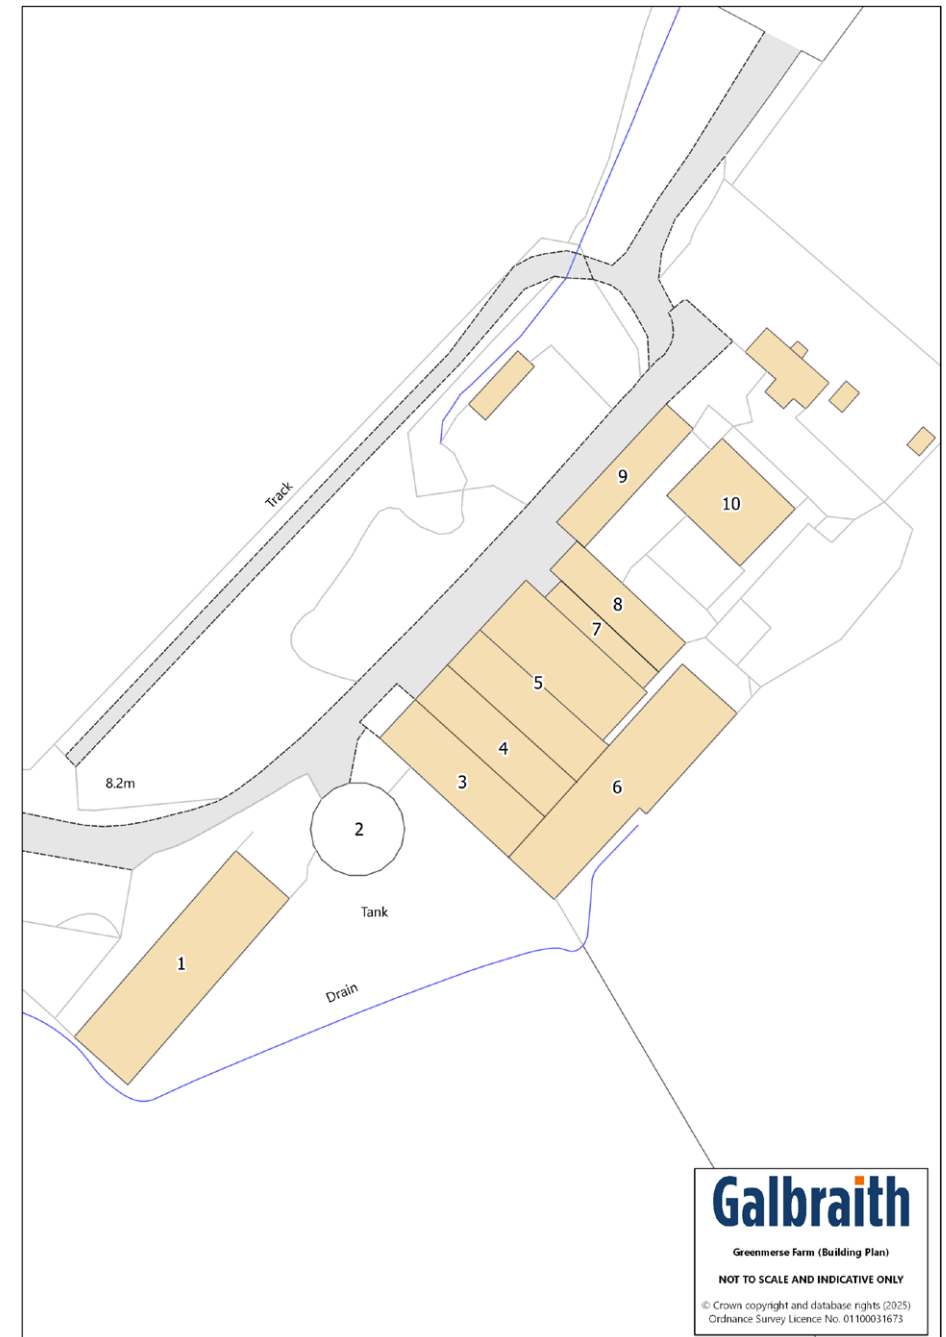 Track
9
10
8
7
5
4
3
6
8.2m
2
Tank
1
Drain
Galbraith
Greenmerse Farm (Building Plan)
NOT TO SCALE AND INDICATIVE ONLY
© Crown copyright and database rights (2025)
Ordnance Survey Licence No. 01100031673